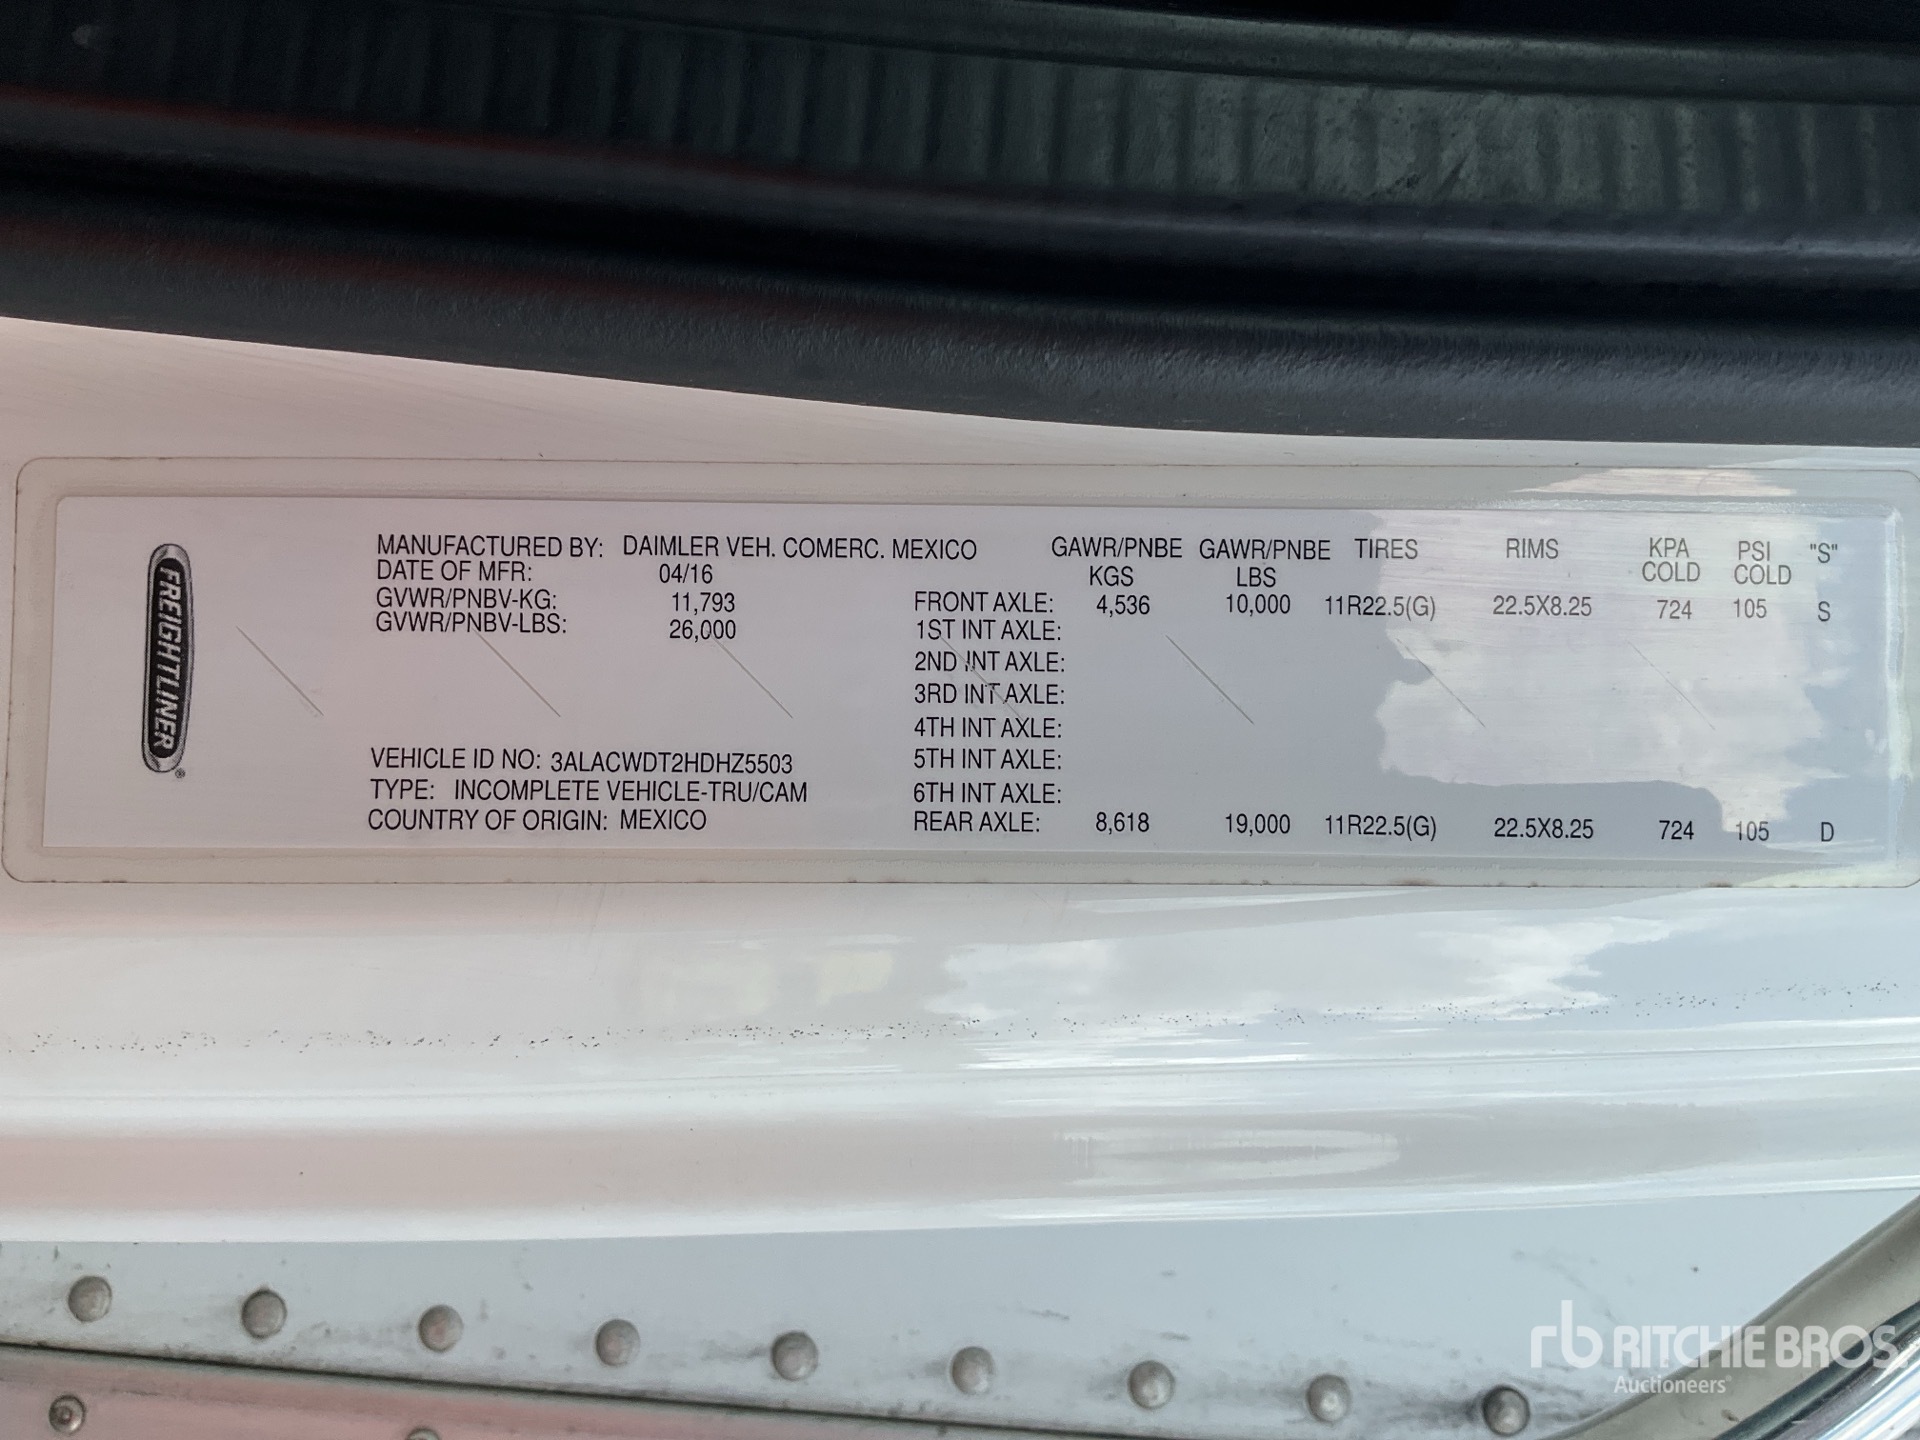 FREIGHTLINER®
MANUFACTURED BY: DAIMLER VEH. COMERC. MEXICO
DATE OF MFR: 04/16
GVWR/PNBV-KG: 11,793
GVWR/PNBV-LBS: 26,000
VEHICLE ID NO: 3ALACWDT2HDHZ5503
TYPE: INCOMPLETE VEHICLE-TRU/CAM
COUNTRY OF ORIGIN: MEXICO
GAWR/PNBE GAWR/PNBE TIRES RIMS KPA PSI "S"
KGS LBS COLD COLD
FRONT AXLE: 4,536 10,000 11R22.5(G) 22.5X8.25 724 105 S
1ST INT AXLE:
2ND INT AXLE:
3RD INT AXLE:
4TH INT AXLE:
5TH INT AXLE:
6TH INT AXLE:
REAR AXLE: 8,618 19,000 11R22.5(G) 22.5X8.25 724 105 D
rb RITCHIE BROS.
Auctioneers